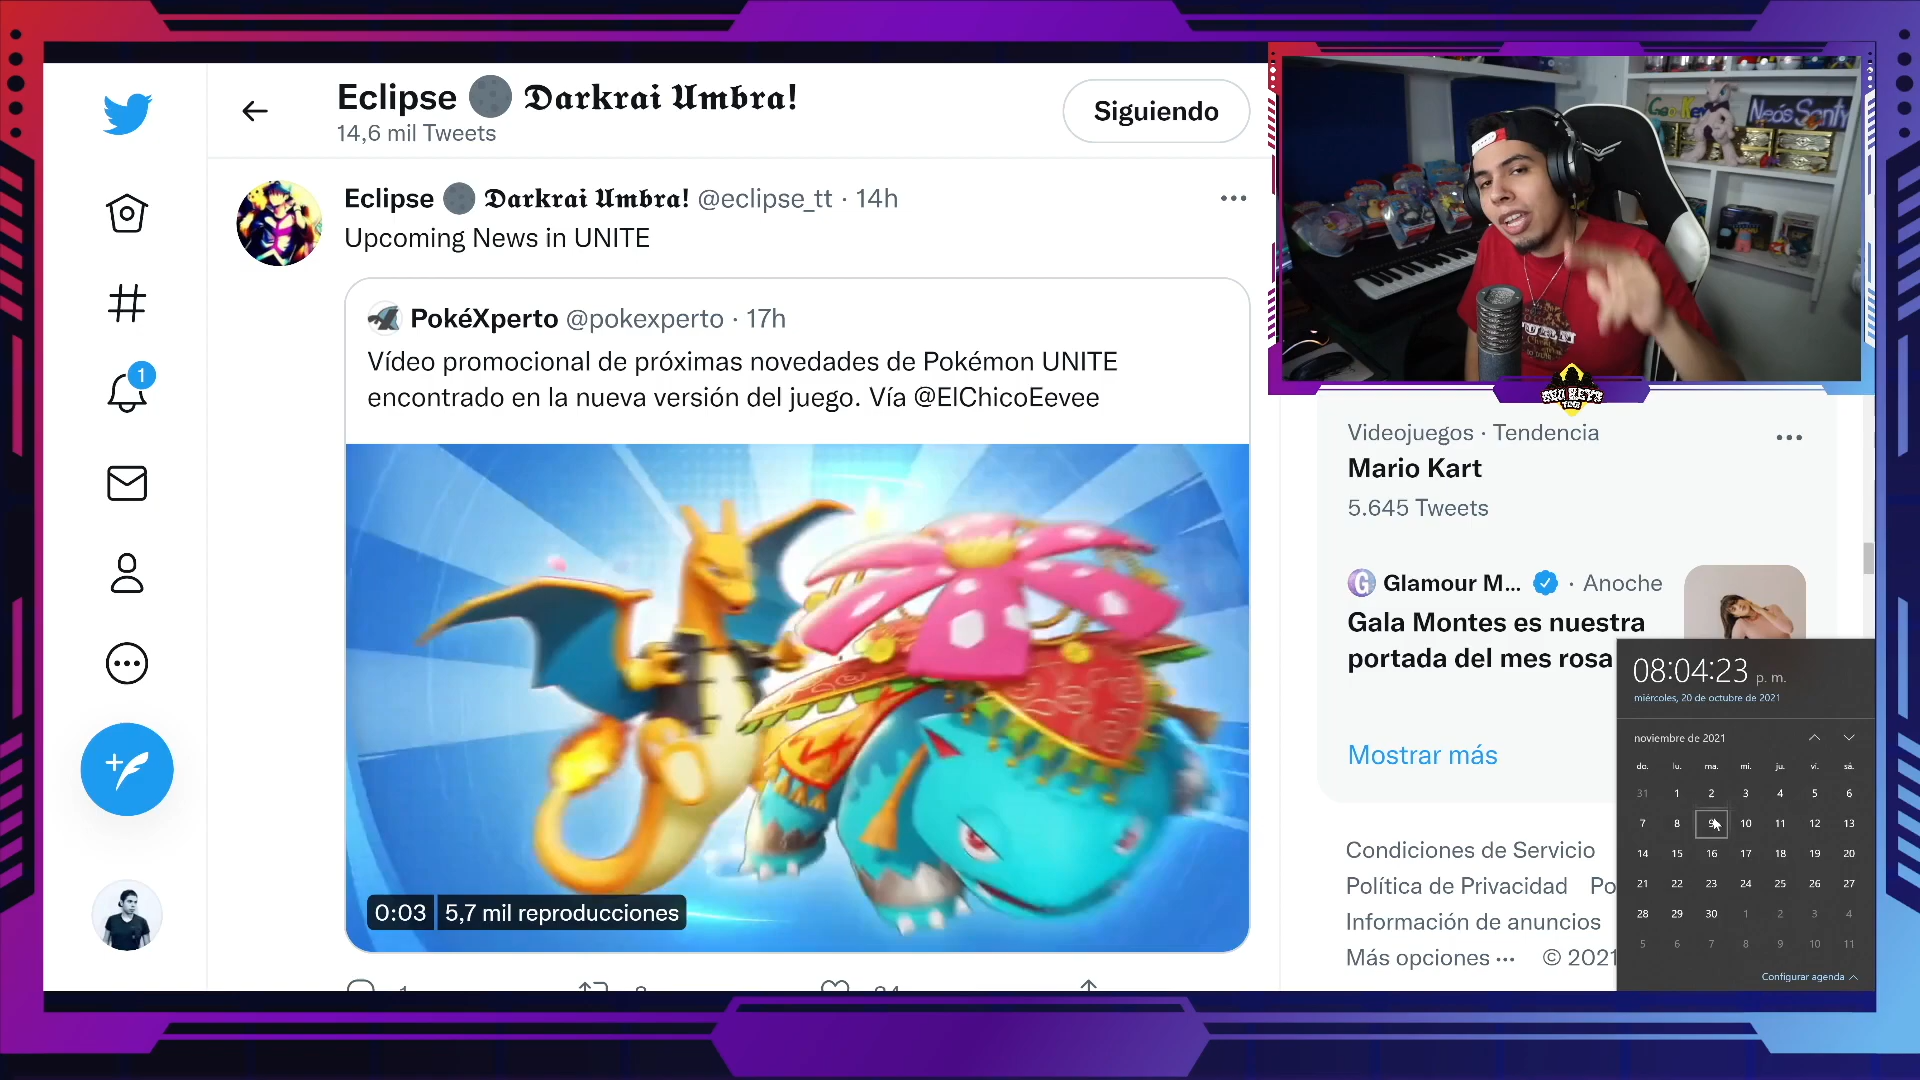 Eclipse 🌑 𝕯𝖆𝖗𝖐𝖗𝖆𝖎 𝖀𝖒𝖇𝖗𝖆!
14,6 mil Tweets
Siguiendo
Eclipse 🌑 𝕯𝖆𝖗𝖐𝖗𝖆𝖎 𝖀𝖒𝖇𝖗𝖆! @eclipse_tt · 14h
Upcoming News in UNITE
PokéXperto @pokexperto · 17h
Vídeo promocional de próximas novedades de Pokémon UNITE
encontrado en la nueva versión del juego. Vía @ElChicoEevee
0:03 5,7 mil reproducciones
1
Videojuegos · Tendencia
Mario Kart
5.645 Tweets
Glamour M... · Anoche
Gala Montes es nuestra
portada del mes rosa
Mostrar más
Condiciones de Servicio
Política de Privacidad Po
Información de anuncios
Más opciones ··· © 2021
08:04:23 p. m.
miércoles, 20 de octubre de 2021
noviembre de 2021
do. lu. ma. mi. ju. vi. sá.
31 1 2 3 4 5 6
7 8 9 10 11 12 13
14 15 16 17 18 19 20
21 22 23 24 25 26 27
28 29 30 1 2 3 4
5 6 7 8 9 10 11
Configurar agenda